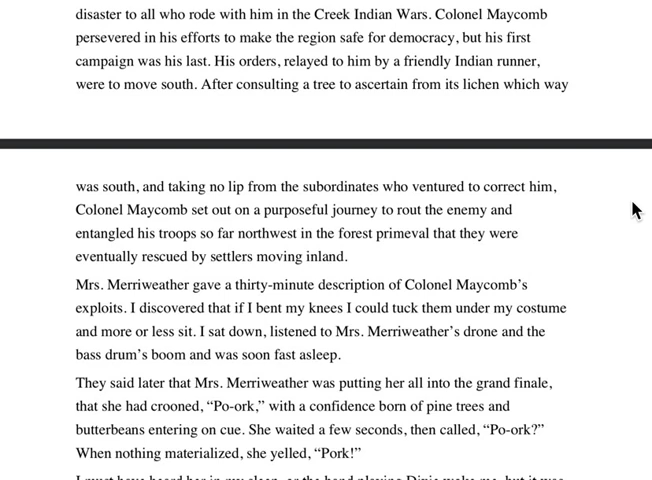 disaster to all who rode with him in the Creek Indian Wars. Colonel Maycomb
persevered in his efforts to make the region safe for democracy, but his first
campaign was his last. His orders, relayed to him by a friendly Indian runner,
were to move south. After consulting a tree to ascertain from its lichen which way
was south, and taking no lip from the subordinates who ventured to correct him,
Colonel Maycomb set out on a purposeful journey to rout the enemy and
entangled his troops so far northwest in the forest primeval that they were
eventually rescued by settlers moving inland.
Mrs. Merriweather gave a thirty-minute description of Colonel Maycomb’s
exploits. I discovered that if I bent my knees I could tuck them under my costume
and more or less sit. I sat down, listened to Mrs. Merriweather’s drone and the
bass drum’s boom and was soon fast asleep.
They said later that Mrs. Merriweather was putting her all into the grand finale,
that she had crooned, “Po-ork,” with a confidence born of pine trees and
butterbeans entering on cue. She waited a few seconds, then called, “Po-ork?”
When nothing materialized, she yelled, “Pork!”